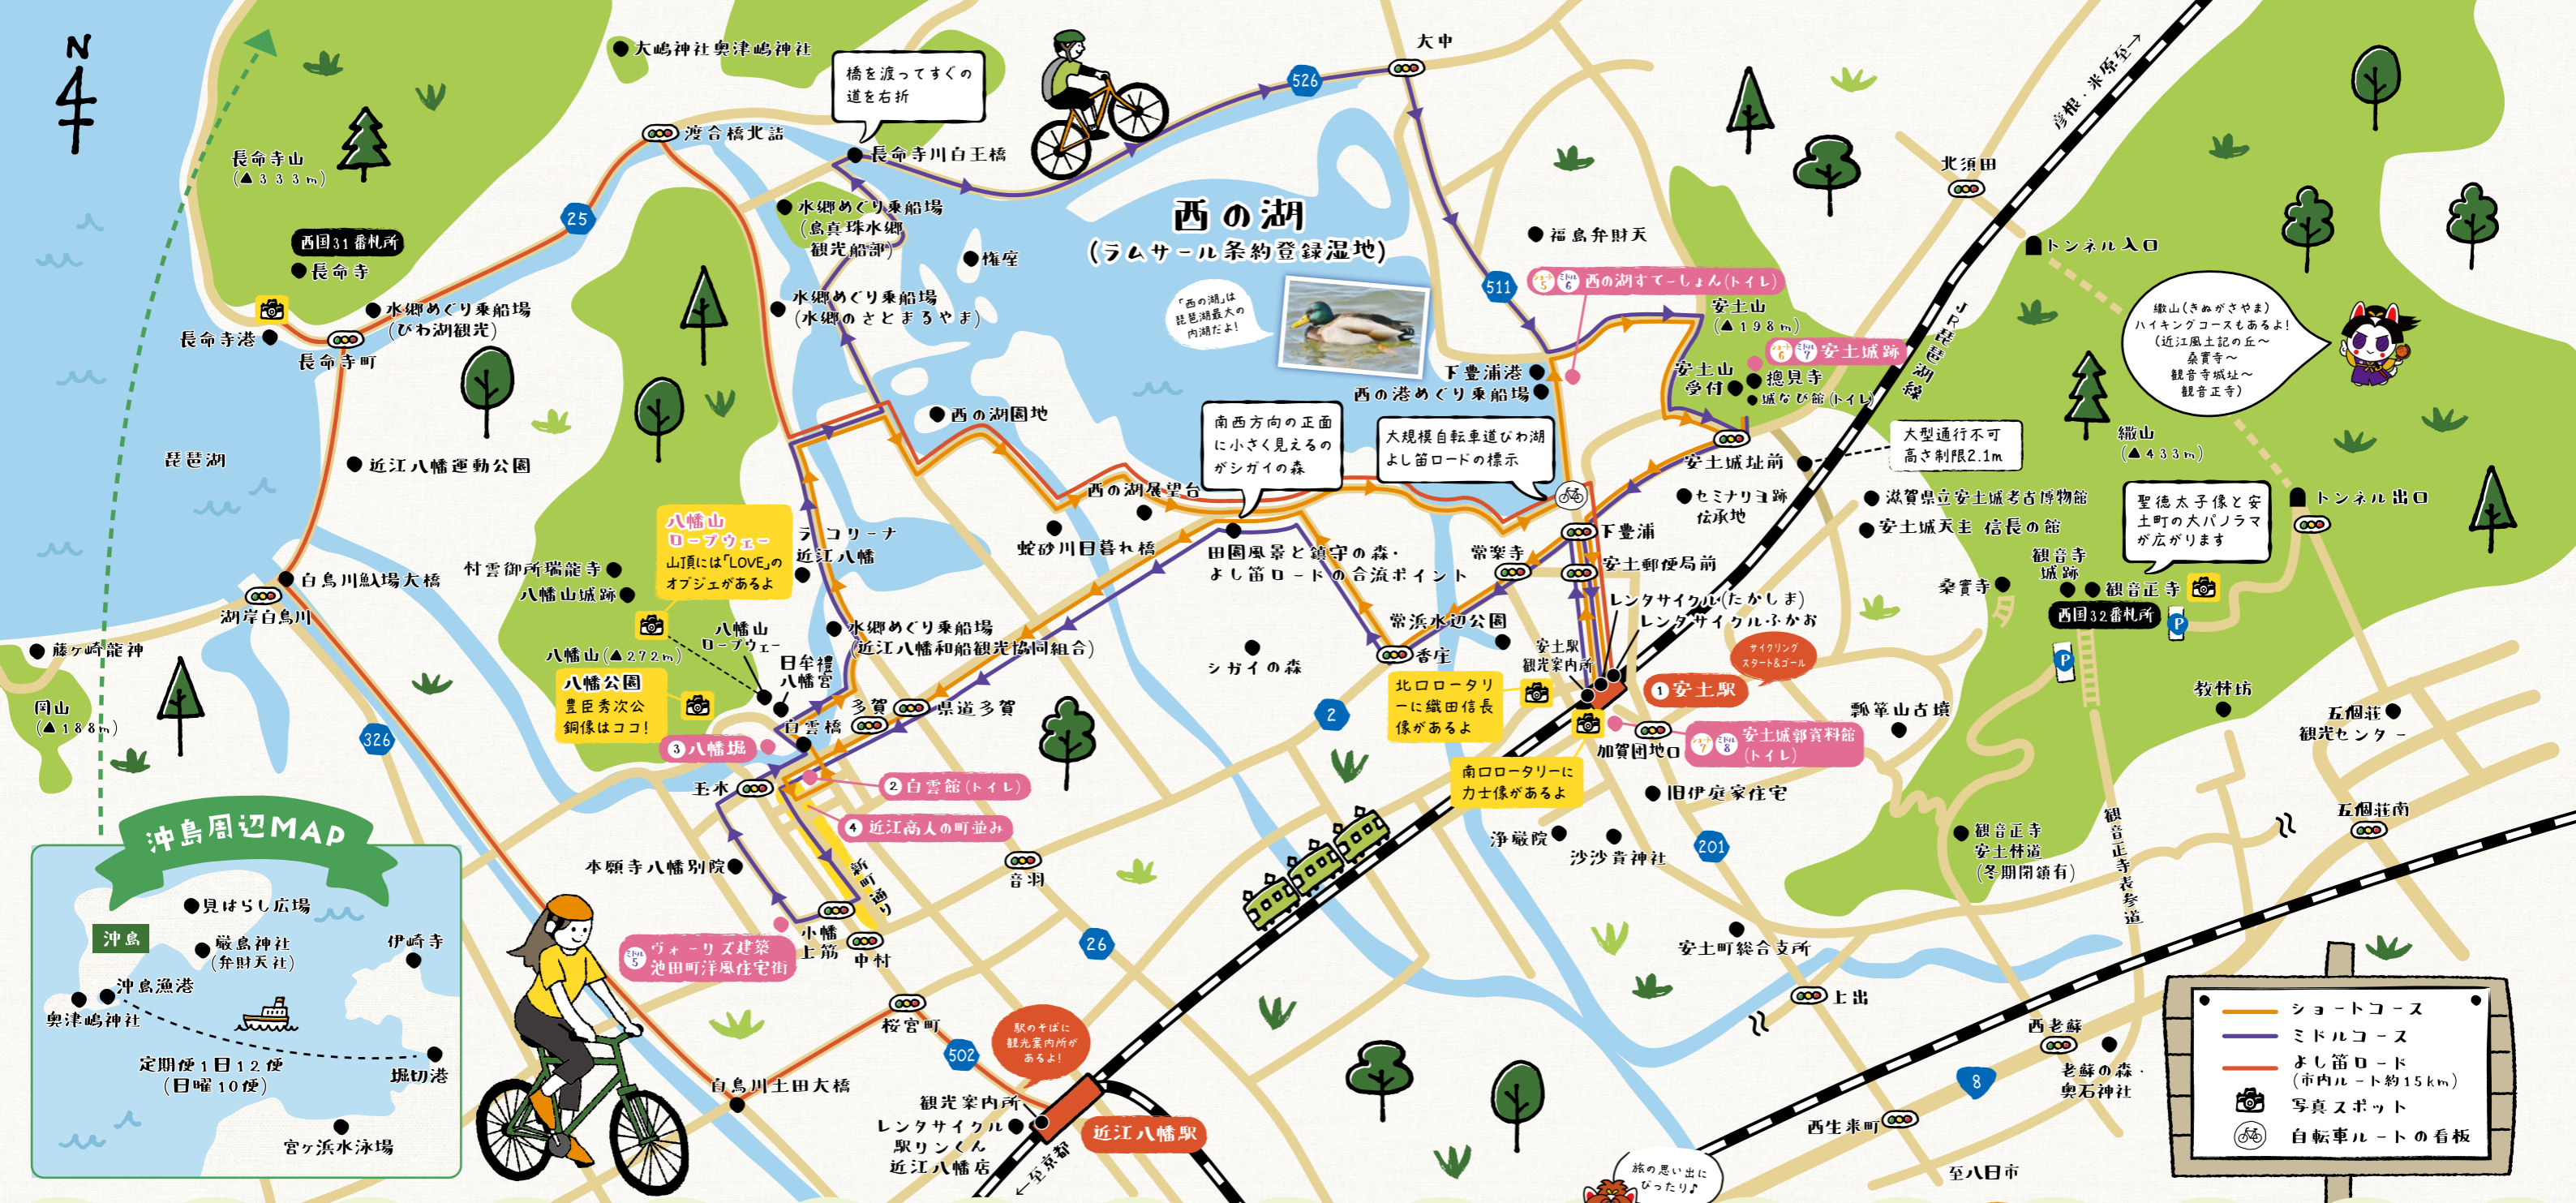 N
大嶋神社奥津嶋神社
橋を渡ってすぐの
道を右折
526
大中
彦根・米原至→
渡合橋北詰
長命寺川白王橋
長命寺山
(▲333m)
25
西国31番札所
長命寺
水郷めぐり乗船場
(島真珠水郷
観光船部)
権座
西の湖
(ラムサール条約登録湿地)
「西の湖」は
琵琶湖最大の
内湖だよ!
福島弁財天
511
北須田
トンネル入口
ショート5
ミドル6
西の湖すてーしょん(トイレ)
安土山
(▲198m)
ショート6
ミドル7
安土城跡
安土山
受付
摠見寺
城なび館(トイレ)
JR琵琶湖線
繖山(きぬがさやま)
ハイキングコースもあるよ!
(近江風土記の丘〜
桑實寺〜
観音寺城址〜
観音正寺)
長命寺港
長命寺町
水郷めぐり乗船場
(びわ湖観光)
水郷めぐり乗船場
(水郷のさとまるやま)
下豊浦港
西の港めぐり乗船場
琵琶湖
近江八幡運動公園
西の湖園地
南西方向の正面
に小さく見えるの
がシガイの森
大規模自転車道びわ湖
よし笛ロードの標示
安土城址前
大型通行不可
高さ制限2.1m
繖山
(▲433m)
西の湖展望台
セミナリヨ跡
伝承地
滋賀県立安土城考古博物館
安土城天主 信長の館
聖徳太子像と安
土町の大パノラマ
が広がります
トンネル出口
八幡山
ロープウェー
山頂には「LOVE」の
オブジェがあるよ
ラ コリーナ
近江八幡
蛇砂川日暮れ橋
田園風景と鎮守の森・
よし笛ロードの合流ポイント
下豊浦
常楽寺
安土郵便局前
観音寺
城跡
桑實寺
観音正寺
西国32番札所
P
P
白鳥川魞場大橋
湖岸白鳥川
村雲御所瑞龍寺
八幡山城跡
八幡山
ロープウェー
八幡山(▲272m)
日牟禮
八幡宮
水郷めぐり乗船場
(近江八幡和船観光協同組合)
シガイの森
香庄
常浜水辺公園
レンタサイクル(たかしま)
レンタサイクルふかお
安土駅
観光案内所
サイクリング
スタート&ゴール
①安土駅
藤ヶ崎龍神
岡山
(▲188m)
326
八幡公園
豊臣秀次公
銅像はココ!
③八幡堀
白雲橋
多賀
県道多賀
2
北口ロータリ
ーに織田信長
像があるよ
加賀団地口
ショート7
ミドル8
安土城郭資料館
(トイレ)
瓢箪山古墳
教林坊
五個荘
観光センター
玉木
②白雲館(トイレ)
④近江商人の町並み
南口ロータリーに
力士像があるよ
旧伊庭家住宅
浄厳院
沙沙貴神社
201
観音正寺
安土林道
(冬期閉鎖有)
観音正寺表参道
五個荘南
沖島周辺MAP
見はらし広場
沖島
厳島神社
(弁財天社)
伊崎寺
沖島漁港
奥津嶋神社
定期便1日12便
(日曜10便)
堀切港
宮ヶ浜水泳場
本願寺八幡別院
新町通り
音羽
ミドル5
ヴォーリズ建築
池田町洋風住宅街
小幡
上筋
中村
26
安土町総合支所
上出
桜宮町
502
駅のそばに
観光案内所が
あるよ!
白鳥川土田大橋
観光案内所
レンタサイクル
駅リンくん
近江八幡店
近江八幡駅
←至京都
西老蘇
老蘇の森・
奥石神社
8
西生来町
至八日市
旅の思い出に
ぴったり♪
ショートコース
ミドルコース
よし笛ロード
(市内ルート約15km)
写真スポット
自転車ルートの看板